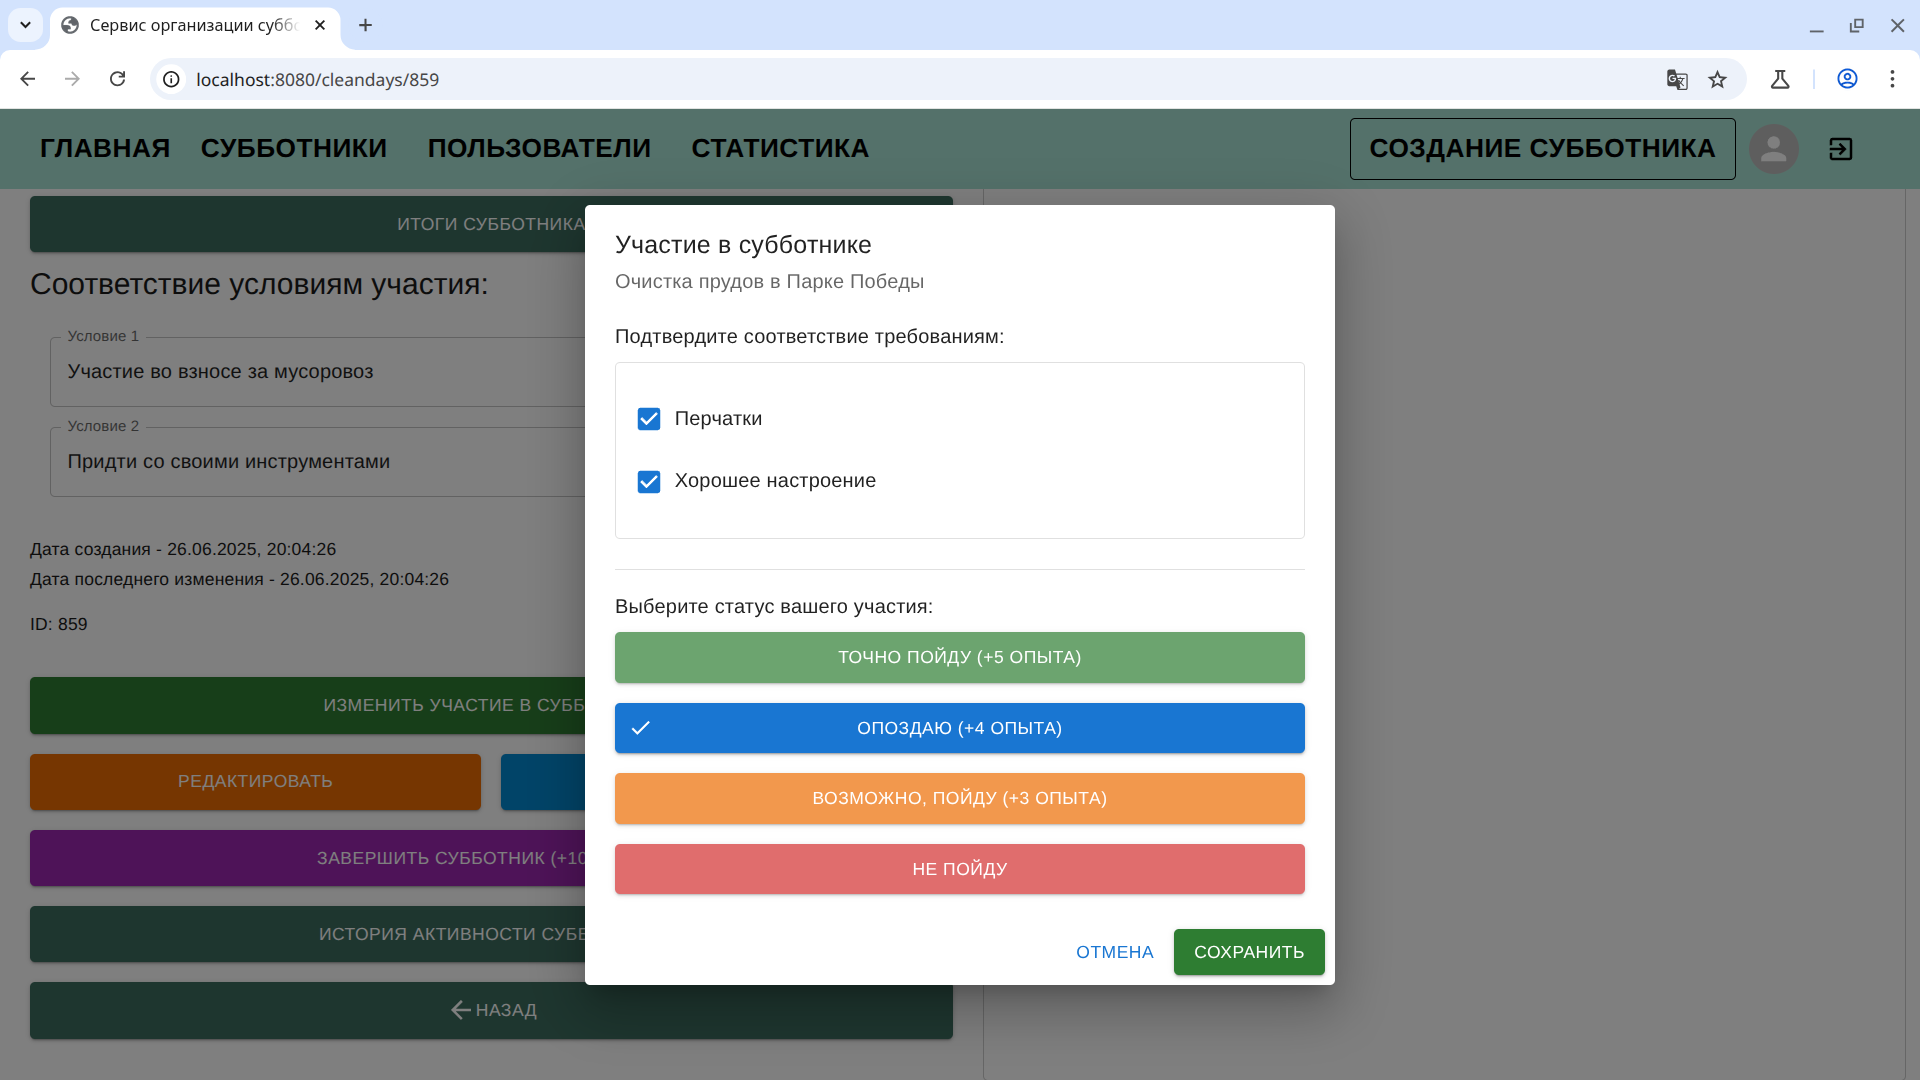 Сервис организации суббо
localhost:8080/cleandays/859
ГЛАВНАЯ СУББОТНИКИ ПОЛЬЗОВАТЕЛИ СТАТИСТИКА СОЗДАНИЕ СУББОТНИКА
ИТОГИ СУББОТНИКА
Соответствие условиям участия:
Условие 1
Участие во взносе за мусоровоз
Условие 2
Придти со своими инструментами
Дата создания - 26.06.2025, 20:04:26
Дата последнего изменения - 26.06.2025, 20:04:26
ID: 859
ИЗМЕНИТЬ УЧАСТИЕ В СУББ
РЕДАКТИРОВАТЬ
ЗАВЕРШИТЬ СУББОТНИК (+10
ИСТОРИЯ АКТИВНОСТИ СУББ
НАЗАД
Участие в субботнике
Очистка прудов в Парке Победы
Подтвердите соответствие требованиям:
Перчатки
Хорошее настроение
Выберите статус вашего участия:
ТОЧНО ПОЙДУ (+5 ОПЫТА)
ОПОЗДАЮ (+4 ОПЫТА)
ВОЗМОЖНО, ПОЙДУ (+3 ОПЫТА)
НЕ ПОЙДУ
ОТМЕНА СОХРАНИТЬ